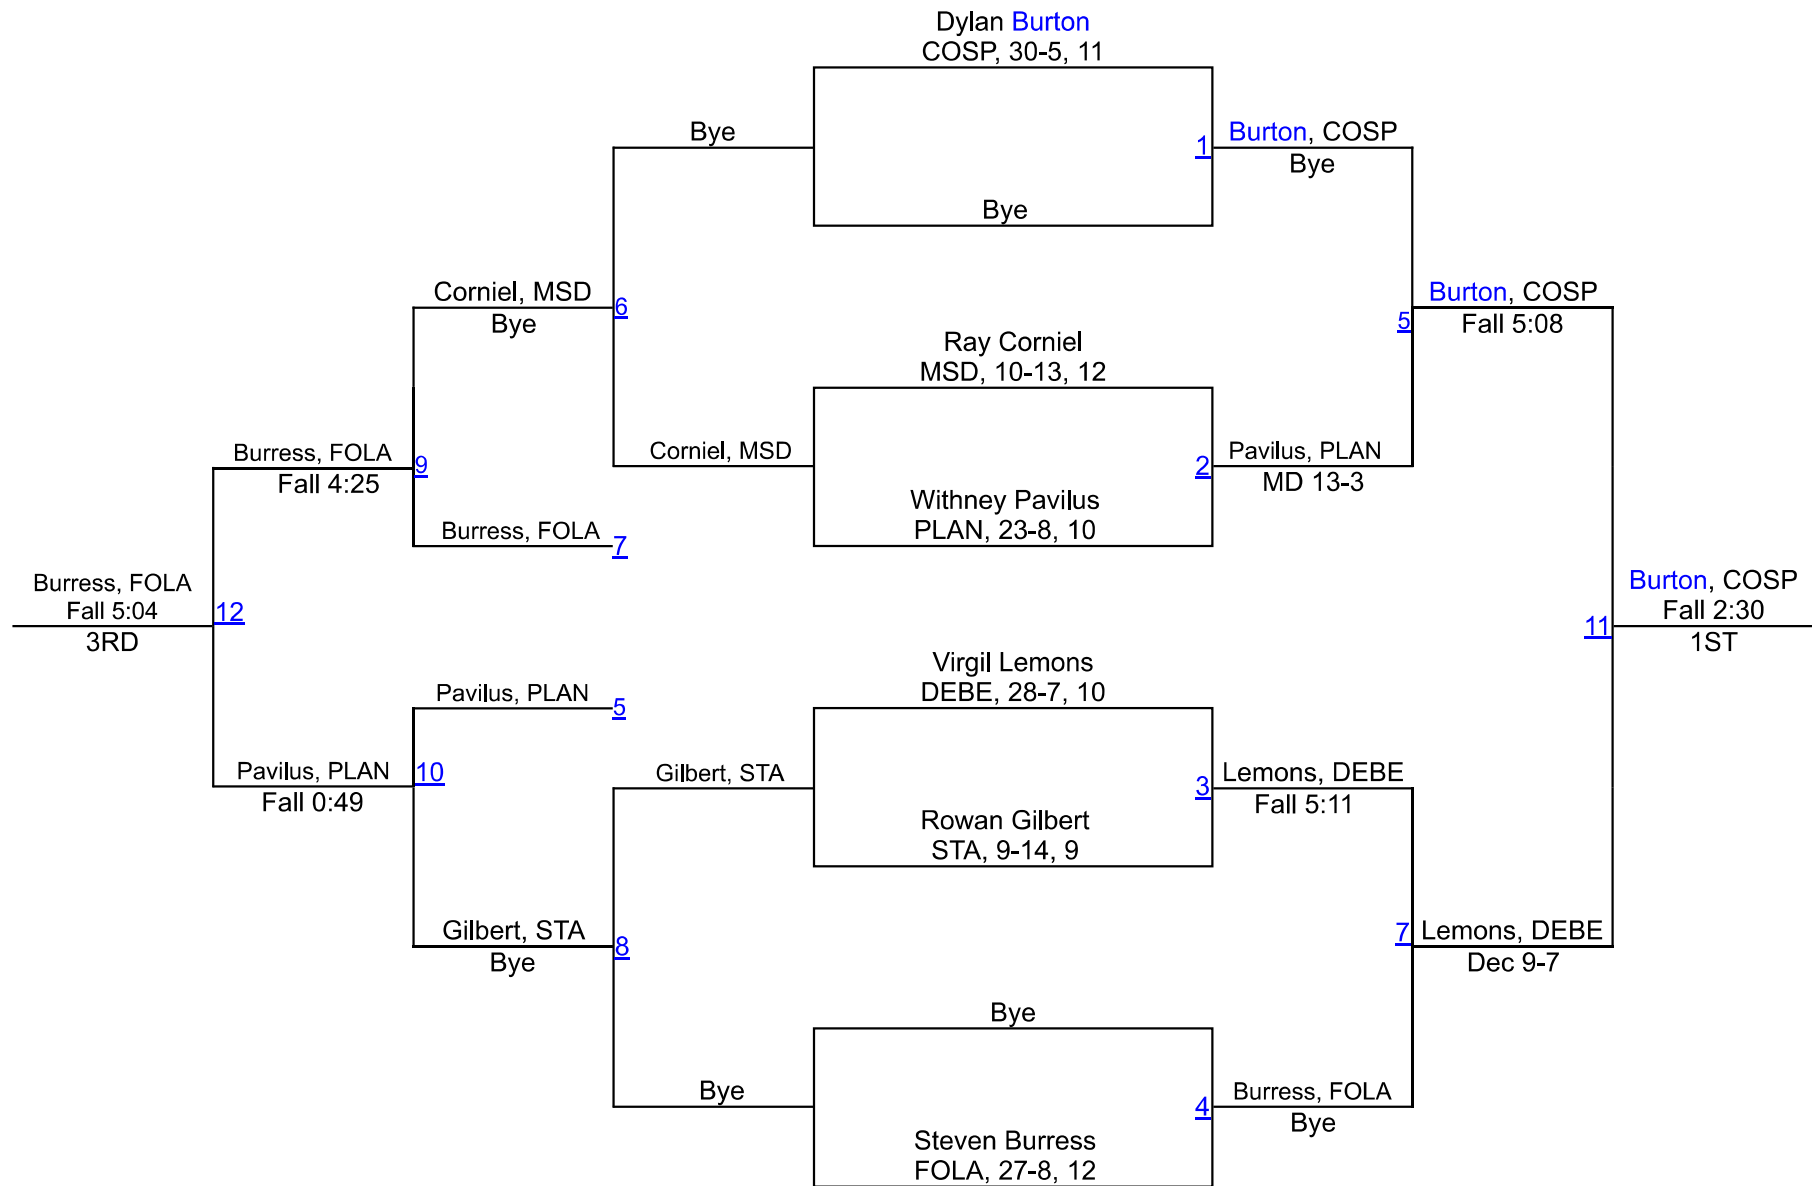 Dylan Burton
COSP, 30-5, 11
Bye
1
Burton, COSP
Bye
Bye
Corniel, MSD
Bye
6
Burton, COSP
Fall 5:08
5
Ray Corniel
MSD, 10-13, 12
Burress, FOLA
Fall 4:25
9
Corniel, MSD
2
Pavilus, PLAN
MD 13-3
Withney Pavilus
PLAN, 23-8, 10
Burress, FOLA
7
Burress, FOLA
Fall 5:04
3RD
12
11
Burton, COSP
Fall 2:30
1ST
Virgil Lemons
DEBE, 28-7, 10
Pavilus, PLAN
5
Pavilus, PLAN
Fall 0:49
10
Gilbert, STA
3
Lemons, DEBE
Fall 5:11
Rowan Gilbert
STA, 9-14, 9
Gilbert, STA
Bye
8
7
Lemons, DEBE
Dec 9-7
Bye
Bye
4
Burress, FOLA
Bye
Steven Burress
FOLA, 27-8, 12